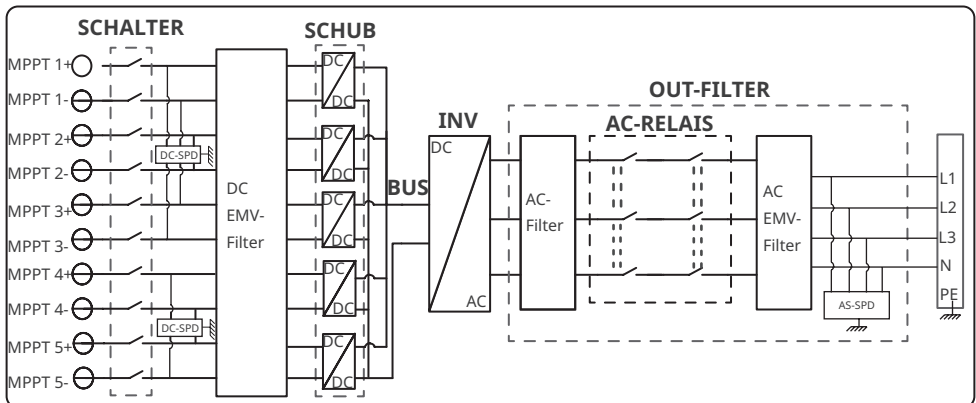 SCHALTER
SCHUB
MPPT 1+
MPPT 1-
MPPT 2+
MPPT 2-
MPPT 3+
MPPT 3-
MPPT 4+
MPPT 4-
MPPT 5+
MPPT 5-
DC-SPD
DC-SPD
DC
EMV-
Filter
DC
DC
DC
DC
DC
DC
DC
DC
DC
DC
BUS
INV
DC
AC
OUT-FILTER
AC-RELAIS
AC-
Filter
AC
EMV-
Filter
AS-SPD
L1
L2
L3
N
PE